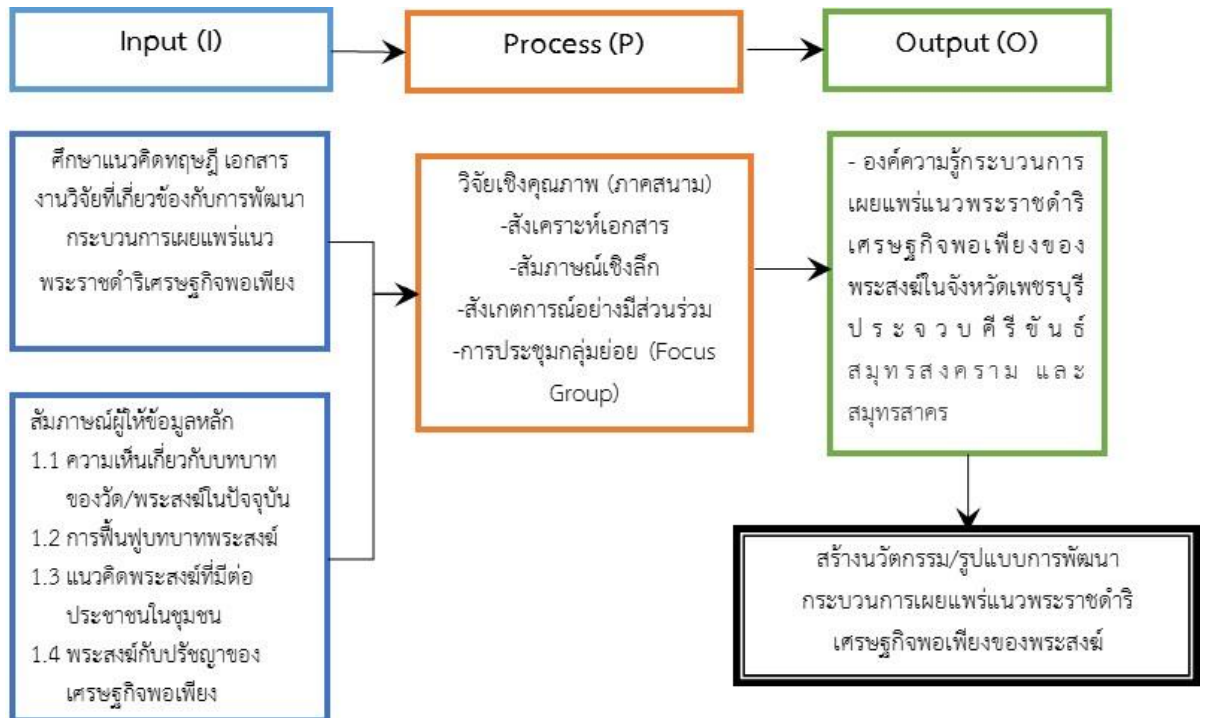 Input (I)
Process (P)
Output (O)
ศึกษาแนวคิดทฤษฎี เอกสาร
งานวิจัยที่เกี่ยวข้องกับการพัฒนา
กระบวนการเผยแพร่แนว
พระราชดำริเศรษฐกิจพอเพียง
สัมภาษณ์ผู้ให้ข้อมูลหลัก
1.1 ความเห็นเกี่ยวกับบทบาท
ของวัด/พระสงฆ์ในปัจจุบัน
1.2 การฟื้นฟูบทบาทพระสงฆ์
1.3 แนวคิดพระสงฆ์ที่มีต่อ
ประชาชนในชุมชน
1.4 พระสงฆ์กับปรัชญาของ
เศรษฐกิจพอเพียง
วิจัยเชิงคุณภาพ (ภาคสนาม)
-สังเคราะห์เอกสาร
-สัมภาษณ์เชิงลึก
-สังเกตการณ์อย่างมีส่วนร่วม
-การประชุมกลุ่มย่อย (Focus
Group)
- องค์ความรู้กระบวนการ
เผยแพร่แนวพระราชดำริ
เศรษฐกิจพอเพียงของ
พระสงฆ์ในจังหวัดเพชรบุรี
ประจวบคีรีขันธ์
สมุทรสงคราม และ
สมุทรสาคร
สร้างนวัตกรรม/รูปแบบการพัฒนา
กระบวนการเผยแพร่แนวพระราชดำริ
เศรษฐกิจพอเพียงของพระสงฆ์